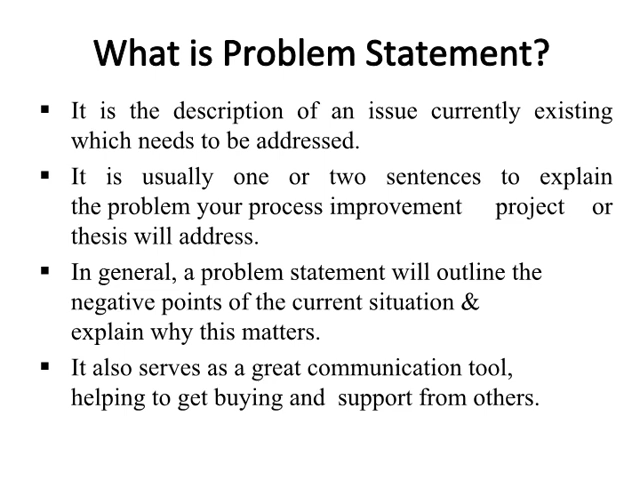 What is Problem Statement?
▪ It is the description of an issue currently existing
which needs to be addressed.
▪ It is usually one or two sentences to explain
the problem your process improvement project or
thesis will address.
▪ In general, a problem statement will outline the
negative points of the current situation &
explain why this matters.
▪ It also serves as a great communication tool,
helping to get buying and support from others.